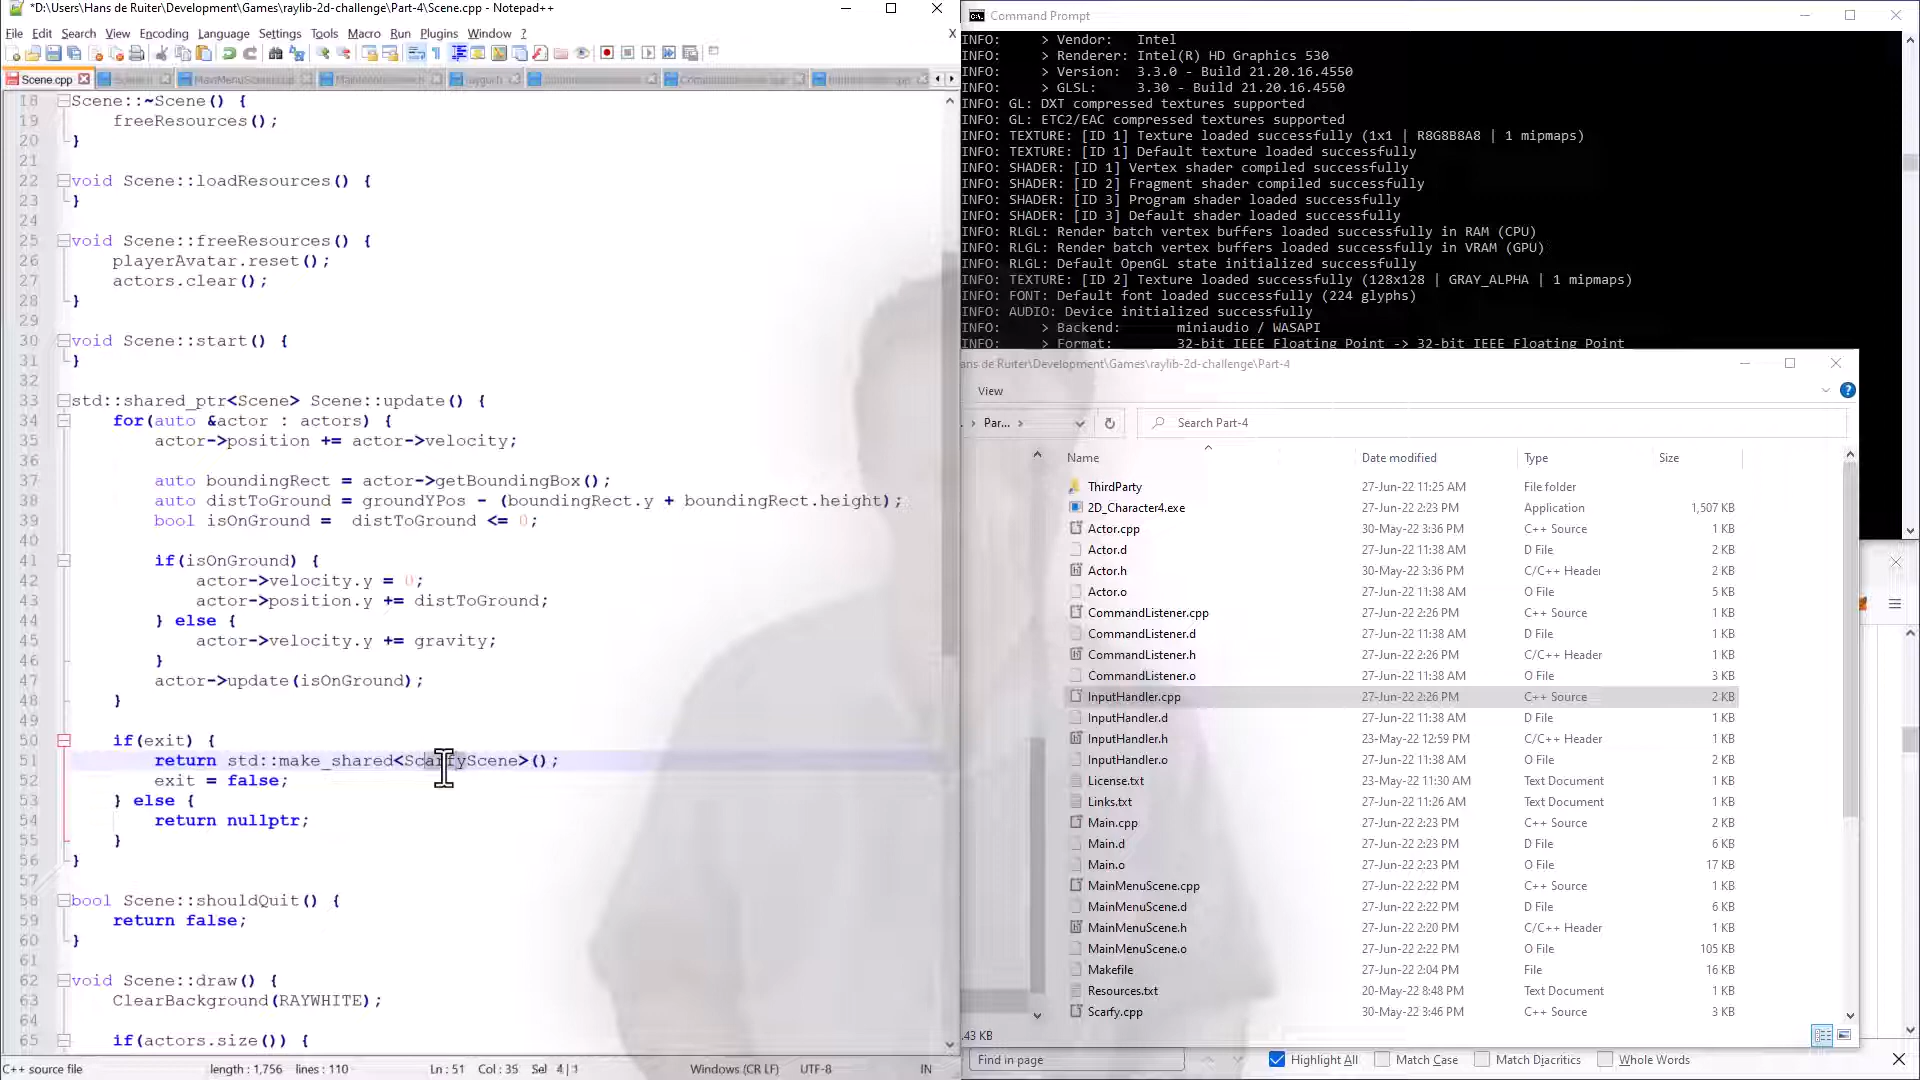 *D:\Users\Hans de Ruiter\Development\Games\raylib-2d-challenge\Part-4\Scene.cpp - Notepad++
File Edit Search View Encoding Language Settings Tools Macro Run Plugins Window ?
Scene.cpp
18 Scene::~Scene() {
19 freeResources();
20 }
21
22 void Scene::loadResources() {
23 }
24
25 void Scene::freeResources() {
26 playerAvatar.reset();
27 actors.clear();
28 }
29
30 void Scene::start() {
31 }
32
33 std::shared_ptr<Scene> Scene::update() {
34 for(auto &actor : actors) {
35 actor->position += actor->velocity;
36
37 auto boundingRect = actor->getBoundingBox();
38 auto distToGround = groundYPos - (boundingRect.y + boundingRect.height);
39 bool isOnGround = distToGround <= 0;
40
41 if(isOnGround) {
42 actor->velocity.y = 0;
43 actor->position.y += distToGround;
44 } else {
45 actor->velocity.y += gravity;
46 }
47 actor->update(isOnGround);
48 }
49
50 if(exit) {
51 return std::make_shared<ScarfyScene>();
52 exit = false;
53 } else {
54 return nullptr;
55 }
56 }
57
58 bool Scene::shouldQuit() {
59 return false;
60 }
61
62 void Scene::draw() {
63 ClearBackground(RAYWHITE);
64
65 if(actors.size()) {
C++ source file length : 1,756 lines : 110 Ln : 51 Col : 35 Sel : 4 | 1 Windows (CR LF) UTF-8 IN
Command Prompt
INFO: > Vendor: Intel
INFO: > Renderer: Intel(R) HD Graphics 530
INFO: > Version: 3.3.0 - Build 21.20.16.4550
INFO: > GLSL: 3.30 - Build 21.20.16.4550
INFO: GL: DXT compressed textures supported
INFO: GL: ETC2/EAC compressed textures supported
INFO: TEXTURE: [ID 1] Texture loaded successfully (1x1 | R8G8B8A8 | 1 mipmaps)
INFO: TEXTURE: [ID 1] Default texture loaded successfully
INFO: SHADER: [ID 1] Vertex shader compiled successfully
INFO: SHADER: [ID 2] Fragment shader compiled successfully
INFO: SHADER: [ID 3] Program shader loaded successfully
INFO: SHADER: [ID 3] Default shader loaded successfully
INFO: RLGL: Render batch vertex buffers loaded successfully in RAM (CPU)
INFO: RLGL: Render batch vertex buffers loaded successfully in VRAM (GPU)
INFO: RLGL: Default OpenGL state initialized successfully
INFO: TEXTURE: [ID 2] Texture loaded successfully (128x128 | GRAY_ALPHA | 1 mipmaps)
INFO: FONT: Default font loaded successfully (224 glyphs)
INFO: AUDIO: Device initialized successfully
INFO: > Backend: miniaudio / WASAPI
INFO: > Format: 32-bit IEEE Floating Point -> 32-bit IEEE Floating Point
ans de Ruiter\Development\Games\raylib-2d-challenge\Part-4
View
Par... Search Part-4
Name Date modified Type Size
ThirdParty 27-Jun-22 11:25 AM File folder
2D_Character4.exe 27-Jun-22 2:23 PM Application 1,507 KB
Actor.cpp 30-May-22 3:36 PM C++ Source 1 KB
Actor.d 27-Jun-22 11:38 AM D File 2 KB
Actor.h 30-May-22 3:36 PM C/C++ Header 2 KB
Actor.o 27-Jun-22 11:38 AM O File 5 KB
CommandListener.cpp 27-Jun-22 2:26 PM C++ Source 1 KB
CommandListener.d 27-Jun-22 11:38 AM D File 1 KB
CommandListener.h 27-Jun-22 2:26 PM C/C++ Header 1 KB
CommandListener.o 27-Jun-22 11:38 AM O File 3 KB
InputHandler.cpp 27-Jun-22 2:26 PM C++ Source 2 KB
InputHandler.d 27-Jun-22 11:38 AM D File 1 KB
InputHandler.h 23-May-22 12:59 PM C/C++ Header 1 KB
InputHandler.o 27-Jun-22 11:38 AM O File 1 KB
License.txt 23-May-22 11:30 AM Text Document 1 KB
Links.txt 27-Jun-22 11:26 AM Text Document 1 KB
Main.cpp 27-Jun-22 2:23 PM C++ Source 2 KB
Main.d 27-Jun-22 2:23 PM D File 6 KB
Main.o 27-Jun-22 2:23 PM O File 17 KB
MainMenuScene.cpp 27-Jun-22 2:22 PM C++ Source 1 KB
MainMenuScene.d 27-Jun-22 2:22 PM D File 6 KB
MainMenuScene.h 27-Jun-22 2:20 PM C/C++ Header 1 KB
MainMenuScene.o 27-Jun-22 2:22 PM O File 105 KB
Makefile 27-Jun-22 2:04 PM File 16 KB
Resources.txt 20-May-22 8:48 PM Text Document 1 KB
Scarfy.cpp 30-May-22 3:46 PM C++ Source 3 KB
.43 KB
Find in page Highlight All Match Case Match Diacritics Whole Words